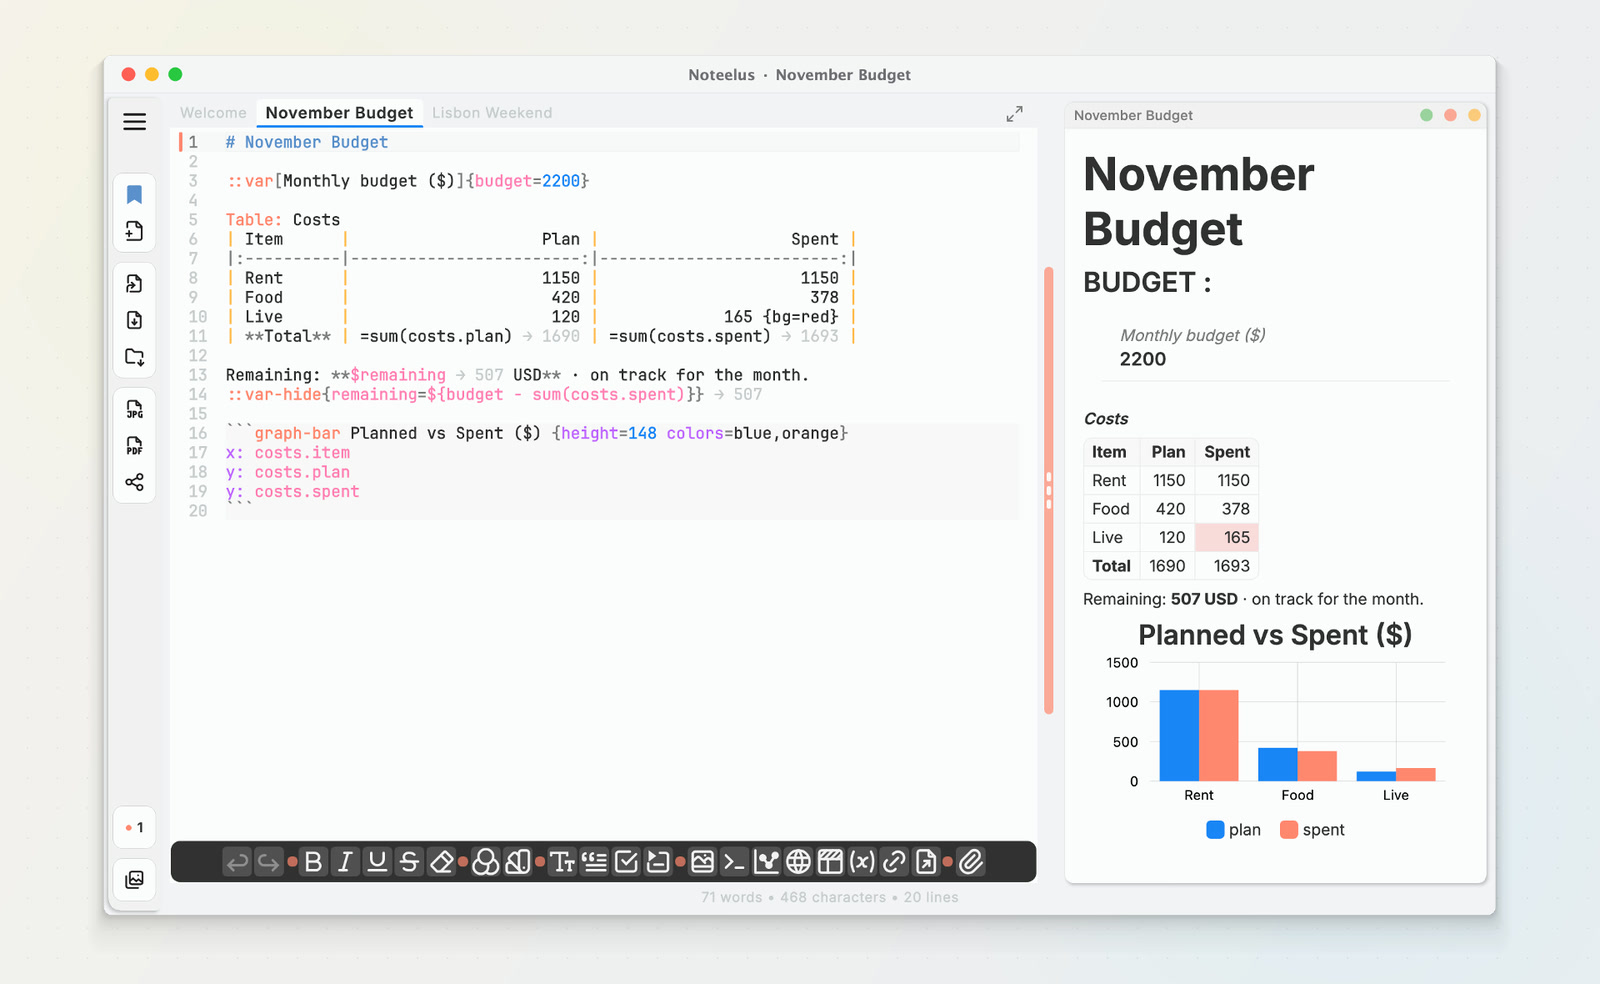 Noteelus · November Budget
Welcome
November Budget
Lisbon Weekend
1 # November Budget
2
3 ::var[Monthly budget ($)]{budget=2200}
4
5 Table: Costs
6 | Item | Plan | Spent |
7 |:----------|------------------------:|-------------------------:|
8 | Rent | 1150 | 1150 |
9 | Food | 420 | 378 |
10 | Live | 120 | 165 {bg=red} |
11 | **Total** | =sum(costs.plan) → 1690 | =sum(costs.spent) → 1693 |
12
13 Remaining: **$remaining → 507 USD** · on track for the month.
14 ::var-hide{remaining=${budget - sum(costs.spent)}} → 507
15
16 ```graph-bar Planned vs Spent ($) {height=148 colors=blue,orange}
17 x: costs.item
18 y: costs.plan
19 y: costs.spent
20 ```
JPG
PDF
1
71 words • 468 characters • 20 lines
November Budget
November
Budget
BUDGET :
Monthly budget ($)
2200
Costs
Item Plan Spent
Rent 1150 1150
Food 420 378
Live 120 165
Total 1690 1693
Remaining: 507 USD · on track for the month.
Planned vs Spent ($)
1500
1000
500
0
Rent Food Live
plan spent